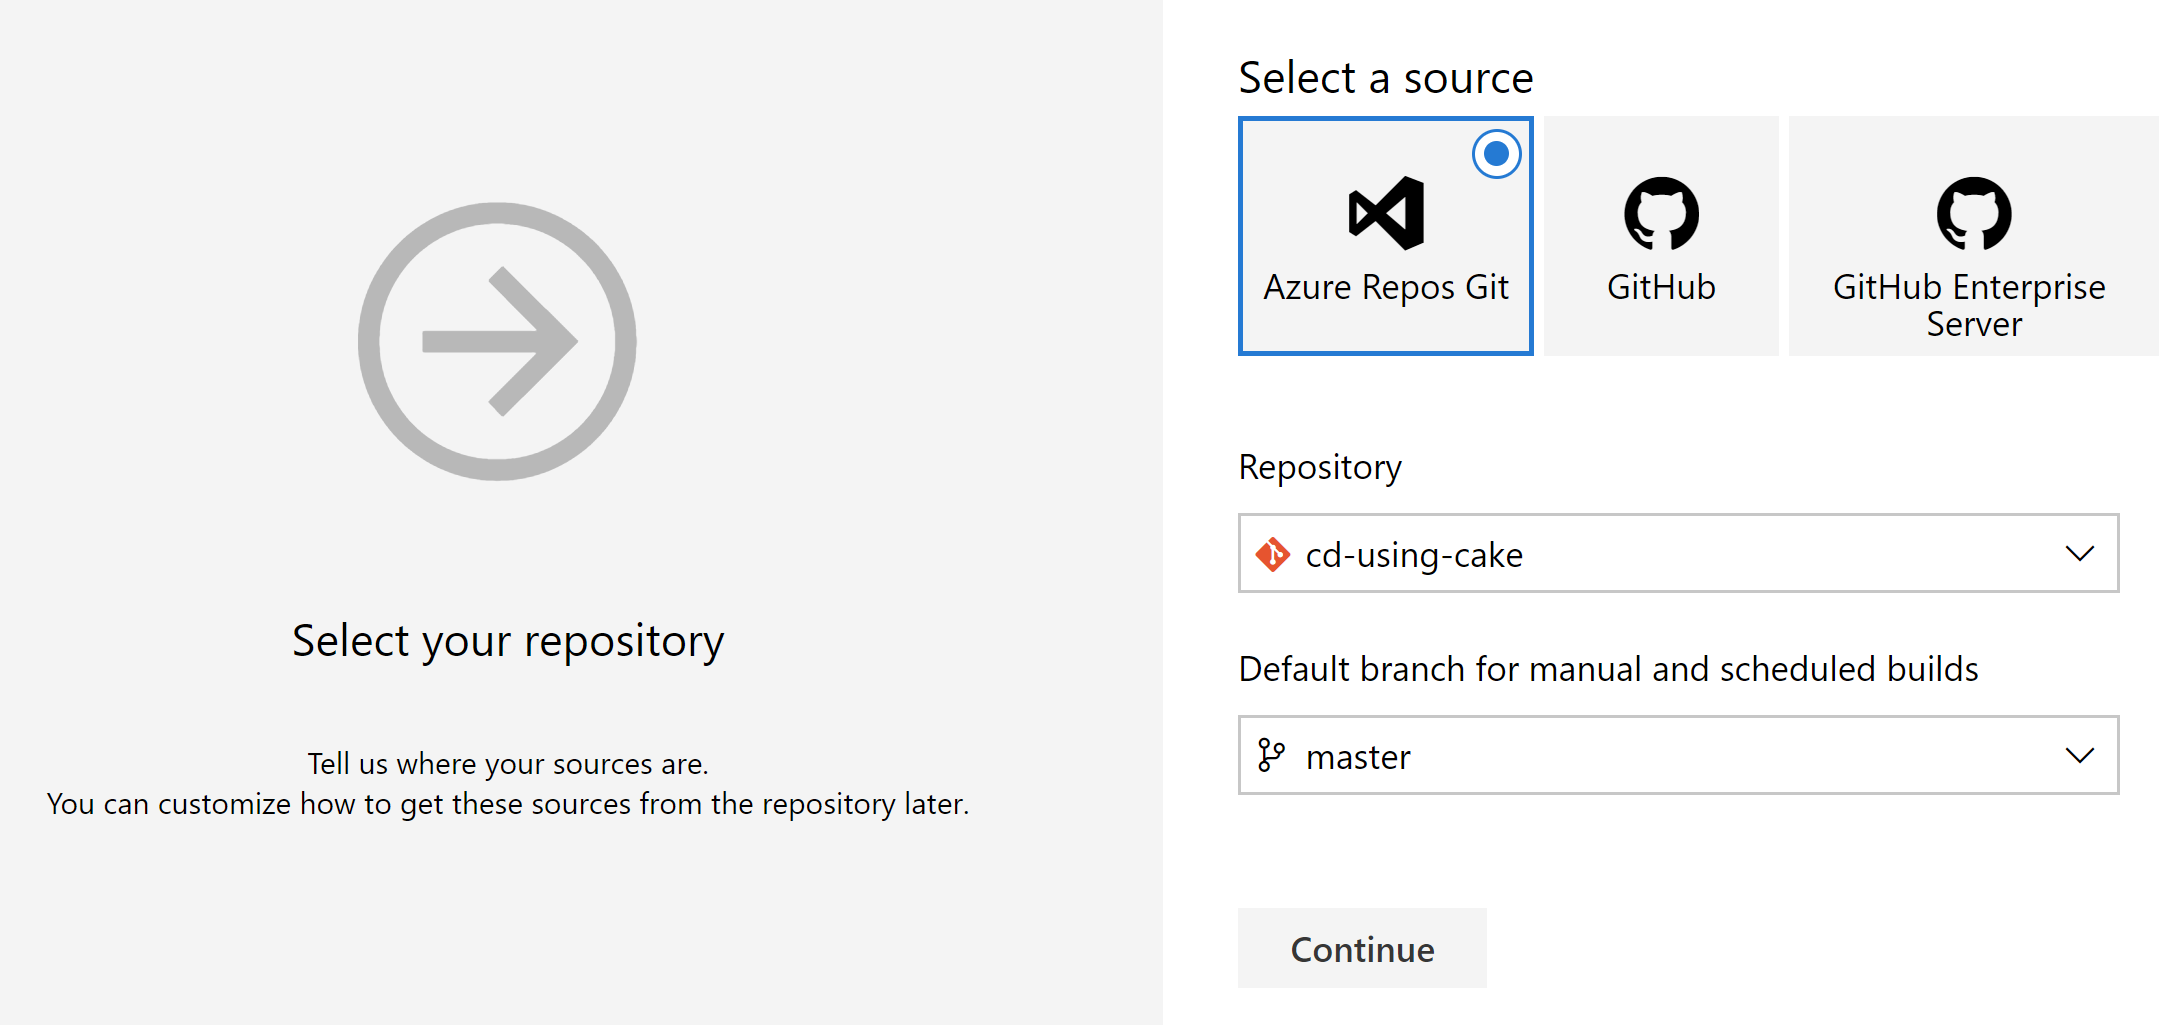 Select your repository
Tell us where your sources are.
You can customize how to get these sources from the repository later.
Select a source
Azure Repos Git
GitHub
GitHub Enterprise
Server
Repository
cd-using-cake
Default branch for manual and scheduled builds
master
Continue